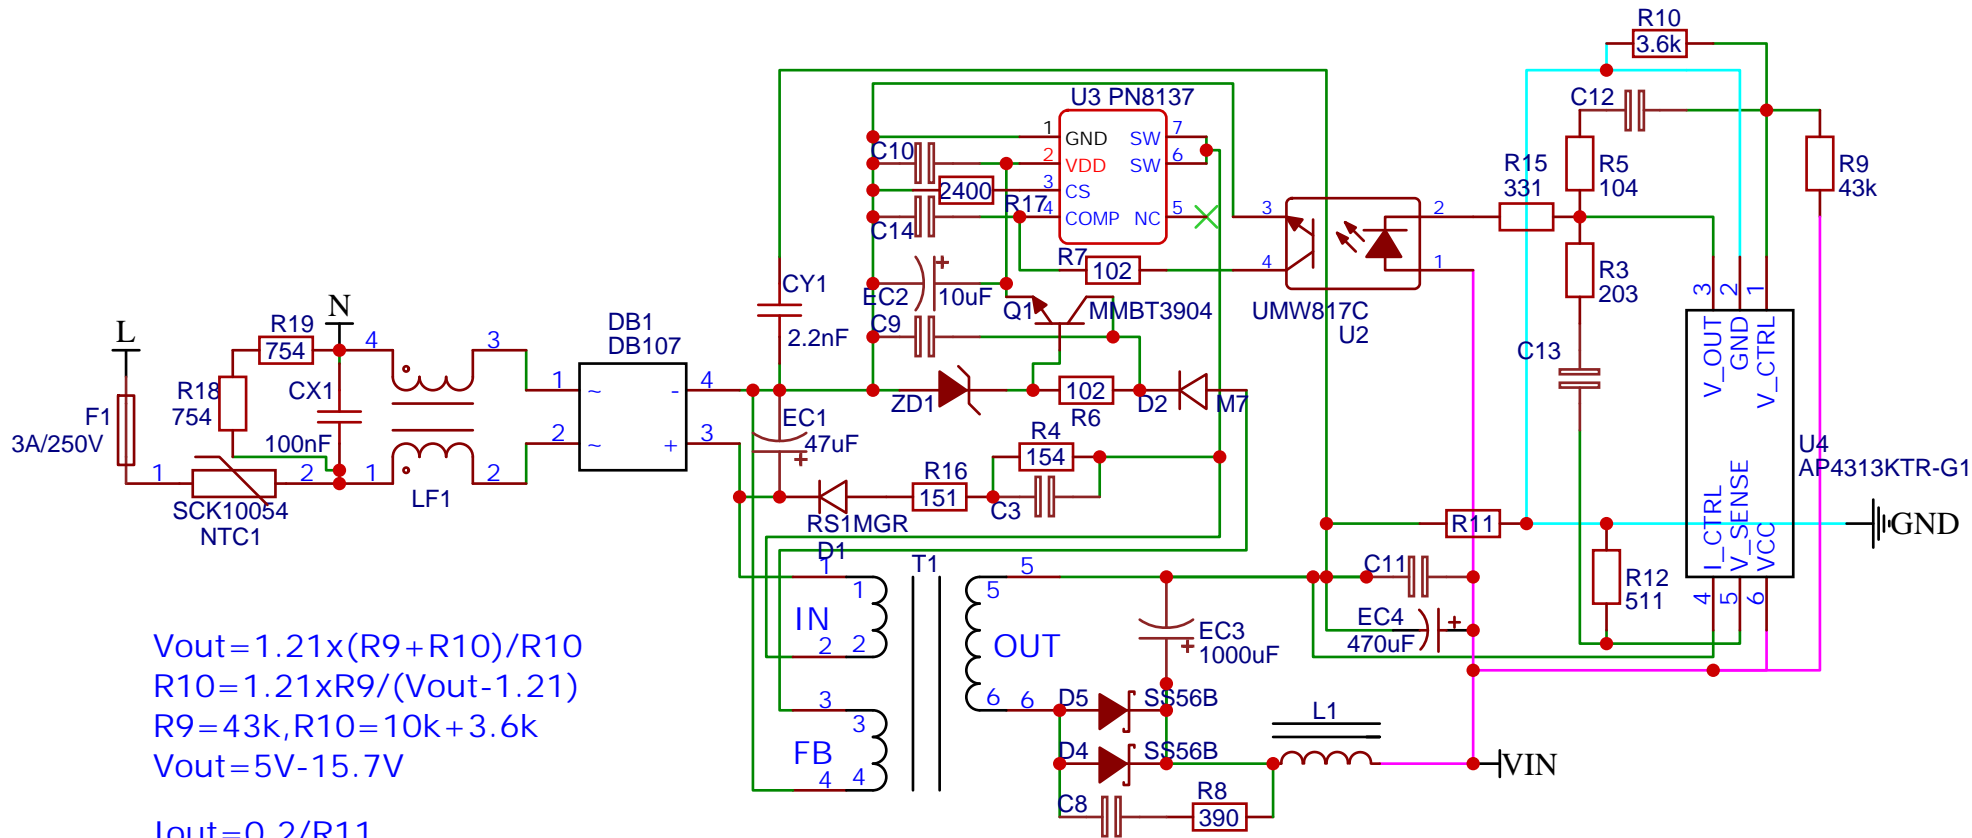 R10
3.6k
U3 PN8137
C12
1
GND
SW
7
C10
2
VDD
SW
6
R15
331
R5
104
R9
43k
2400
3
CS
R17
4
COMP
NC
5
C14
3
2
R7
102
4
1
CY1
EC2
10uF
R3
203
2.2nF
Q1
MMBT3904
UMW817C
U2
C9
N
L
R19
754
4
3
DB1
DB107
3
2
1
V_OUT
GND
V_CTRL
C13
R18
754
CX1
1
~
-
4
ZD1
102
R6
D2
M7
F1
3A/250V
100nF
EC1
47uF
2
~
+
3
R4
154
U4
AP4313KTR-G1
1
2
1
2
LF1
R16
151
C3
SCK10054
NTC1
RS1MGR
D1
R11
GND
I_CTRL
V_SENSE
VCC
T1
1
1
5
5
C11
R12
511
4
5
6
IN
2
2
OUT
EC3
1000uF
EC4
470uF
Vout=1.21x(R9+R10)/R10
R10=1.21xR9/(Vout-1.21)
R9=43k,R10=10k+3.6k
Vout=5V-15.7V
3
3
6
6
D5
SS56B
L1
FB
4
4
D4
SS56B
VIN
C8
R8
390
Iout=0.2/R11